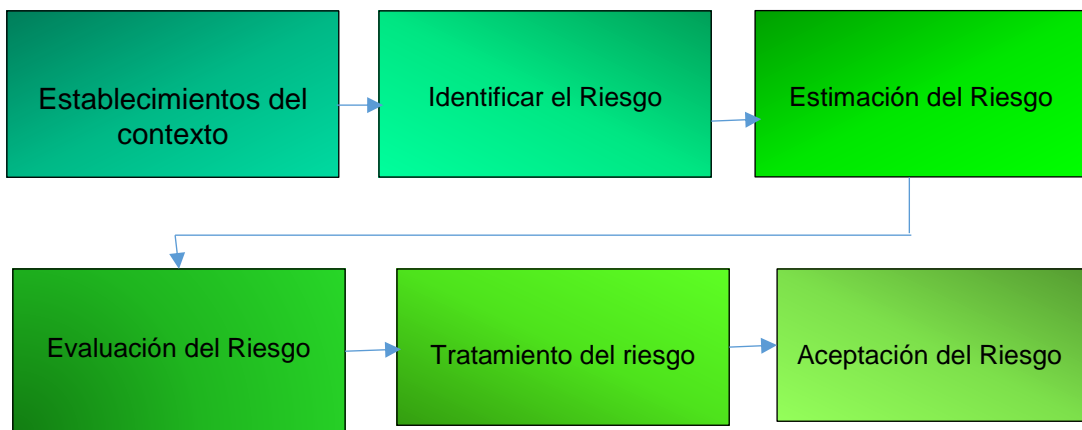 Establecimientos del
contexto
Identificar el Riesgo
Estimación del Riesgo
Evaluación del Riesgo
Tratamiento del riesgo
Aceptación del Riesgo